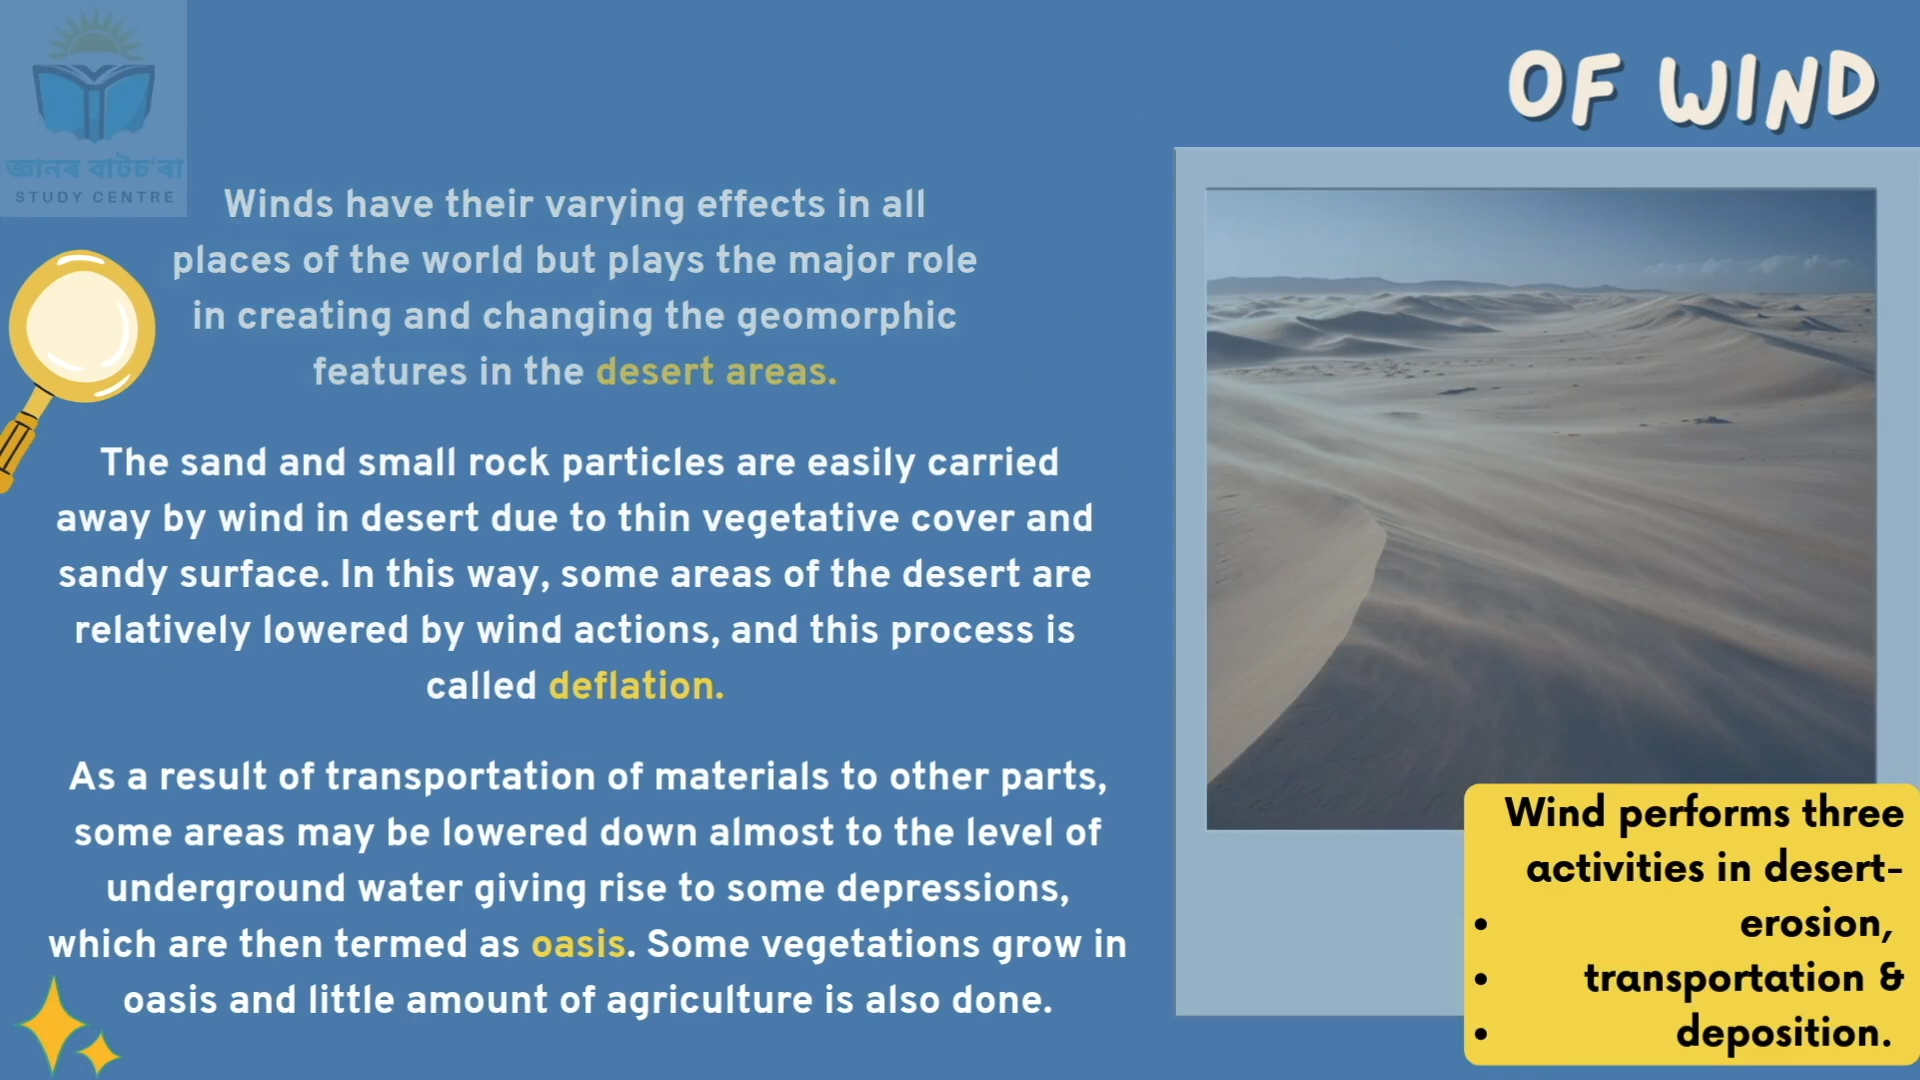 জ্ঞানৰ বাটচ'ৰা
STUDY CENTRE
OF WIND
Winds have their varying effects in all
places of the world but plays the major role
in creating and changing the geomorphic
features in the desert areas.
The sand and small rock particles are easily carried
away by wind in desert due to thin vegetative cover and
sandy surface. In this way, some areas of the desert are
relatively lowered by wind actions, and this process is
called deflation.
As a result of transportation of materials to other parts,
some areas may be lowered down almost to the level of
underground water giving rise to some depressions,
which are then termed as oasis. Some vegetations grow in
oasis and little amount of agriculture is also done.
Wind performs three
activities in desert-
• erosion,
• transportation &
• deposition.